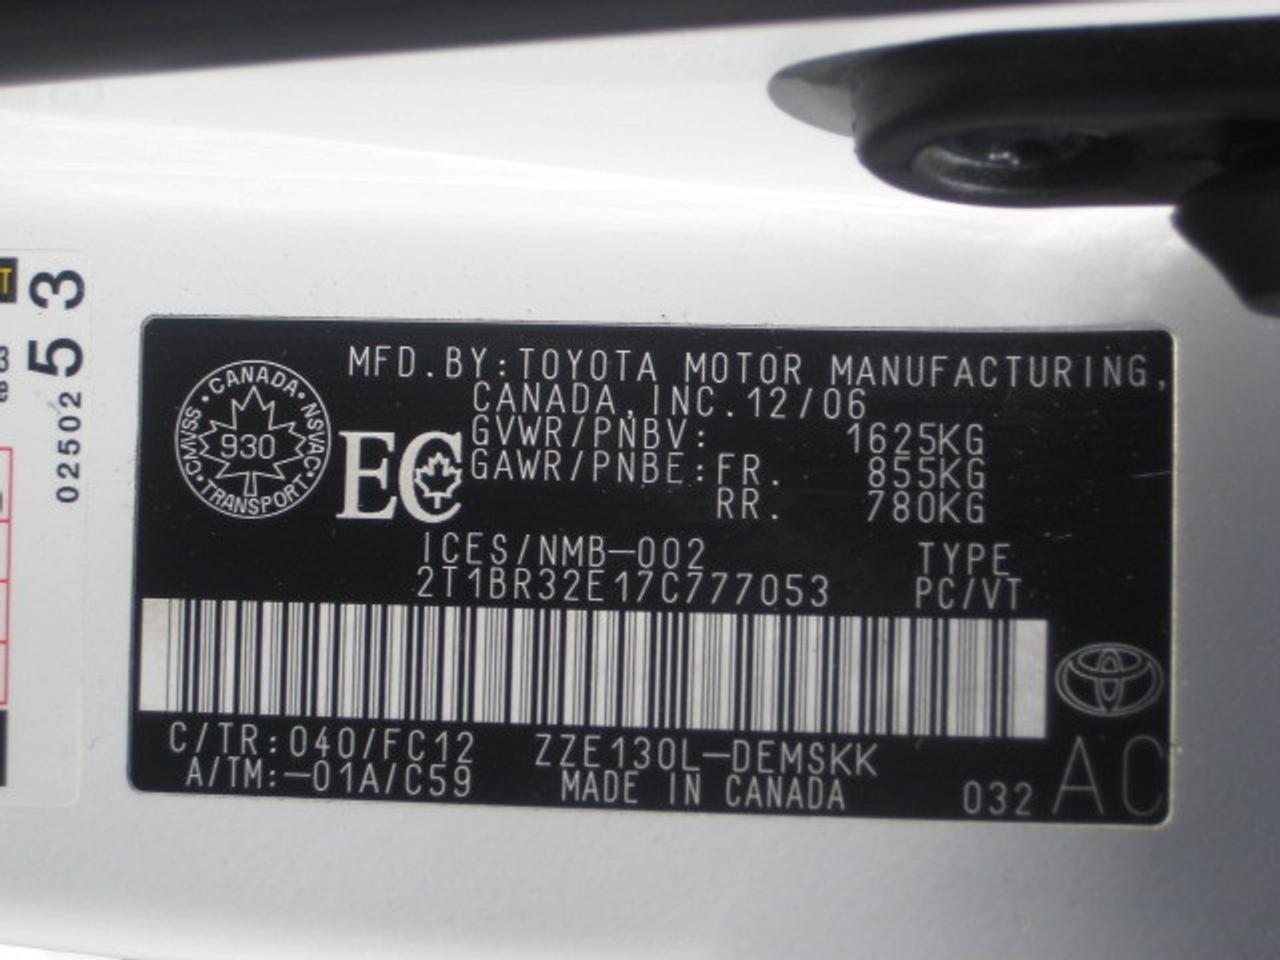 MFD.BY:TOYOTA MOTOR MANUFACTURING,
CANADA,INC.12/06
GVWR/PNBV: 1625KG
GAWR/PNBE:FR. 855KG
RR. 780KG
CANADA
NSVAC
TRANSPORT
CMVSS
930
EC
ICES/NMB-002
TYPE
2T1BR32E17C777053
PC/VT
C/TR:040/FC12
ZZE130L-DEMSKK
A/TM:-01A/C59
MADE IN CANADA
032
AC
53
02502
T